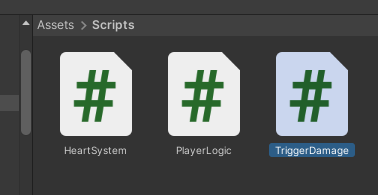 Assets > Scripts
HeartSystem
PlayerLogic
TriggerDamage